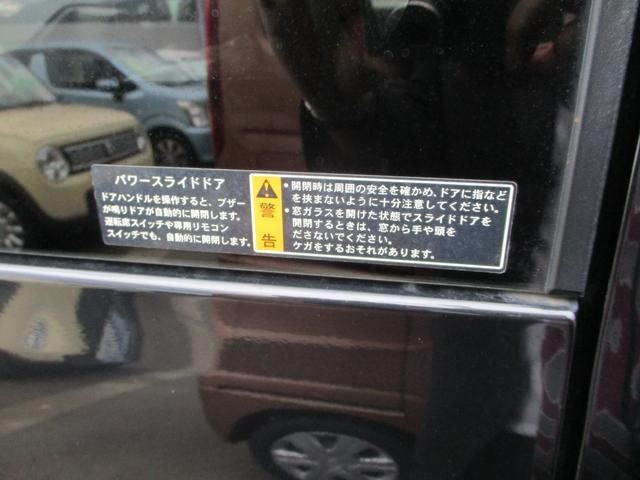 パワースライドドア
ドアハンドルを操作すると、ブザー
が鳴りドアが自動的に開閉します。
運転席スイッチや専用リモコン
スイッチでも、自動的に開閉します。
警告
・開閉時は周囲の安全を確かめ、ドアに指など
を挟まないように十分注意してください。
・窓ガラスを開けた状態でスライドドアを
開閉するときは、窓から手や頭を
ださないでください。
ケガをするおそれがあります。